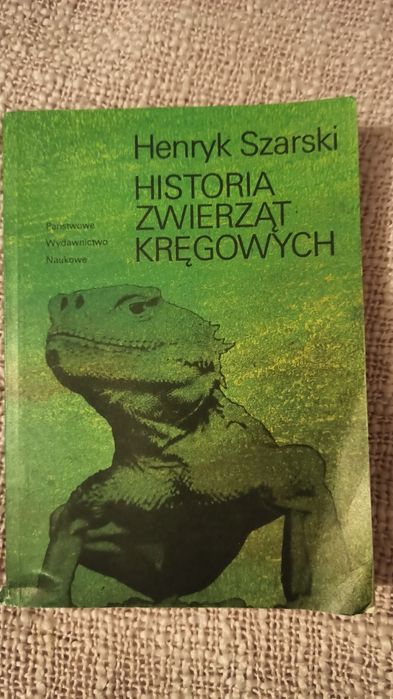 Henryk Szarski
HISTORIA
ZWIERZĄT
KRĘGOWYCH
Państwowe
Wydawnictwo
Naukowe